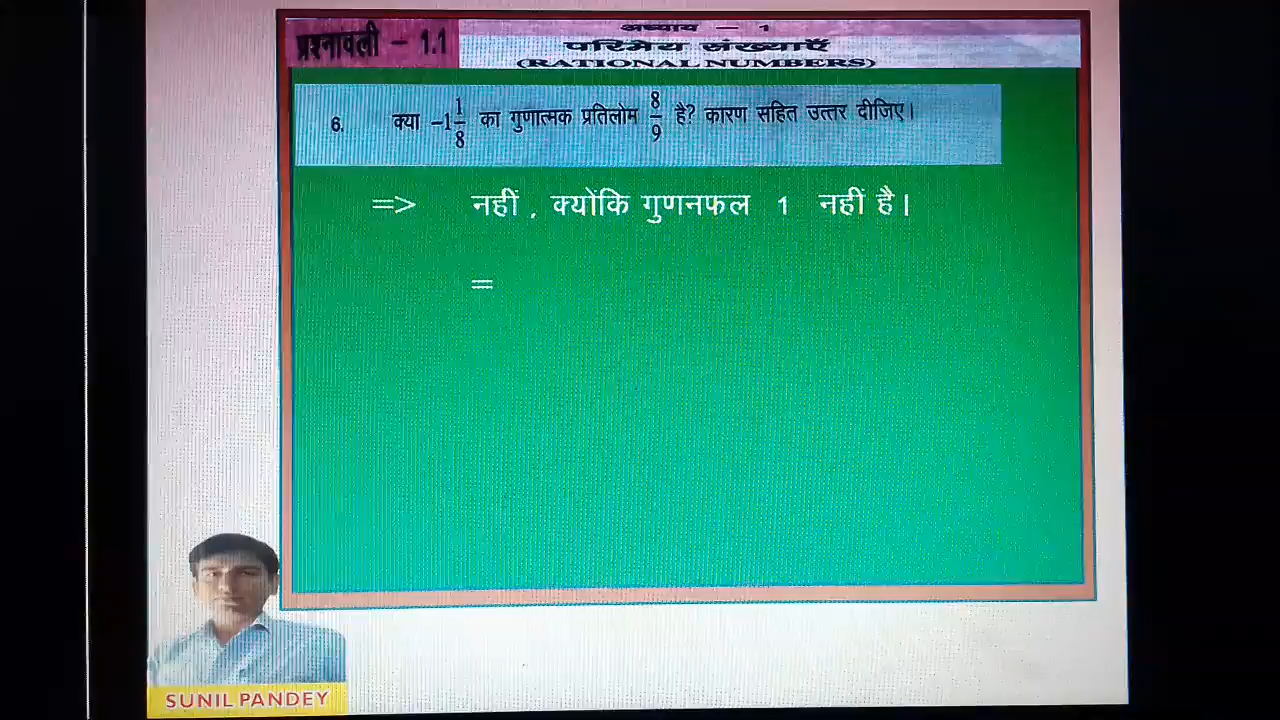 प्रश्नावली – 1.1
अध्याय — 1
परिमेय संख्याएँ
(RATIONAL NUMBERS)
6. क्या –1 1/8 का गुणात्मक प्रतिलोम 8/9 है? कारण सहित उत्तर दीजिए।
=> नहीं , क्योंकि गुणनफल 1 नहीं है।
=
SUNIL PANDEY